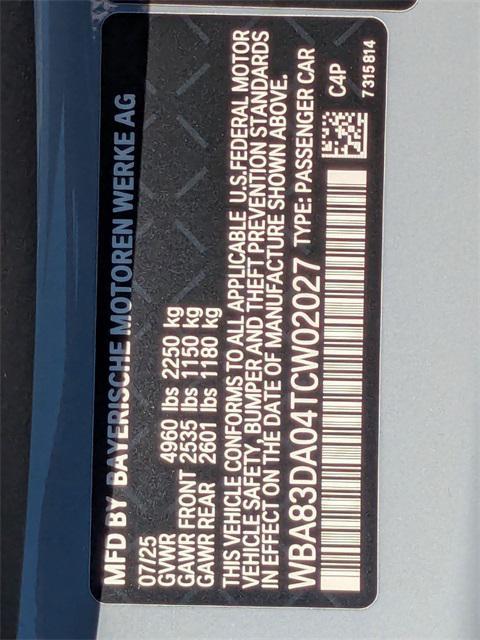 MFD BY BAYERISCHE MOTOREN WERKE AG
07/25
GVWR 4960 lbs 2250 kg
GAWR FRONT 2535 lbs 1150 kg
GAWR REAR 2601 lbs 1180 kg
THIS VEHICLE CONFORMS TO ALL APPLICABLE U.S.FEDERAL MOTOR
VEHICLE SAFETY, BUMPER AND THEFT PREVENTION STANDARDS
IN EFFECT ON THE DATE OF MANUFACTURE SHOWN ABOVE.
WBA83DA04TCW02027 TYPE: PASSENGER CAR
C4P
7315814